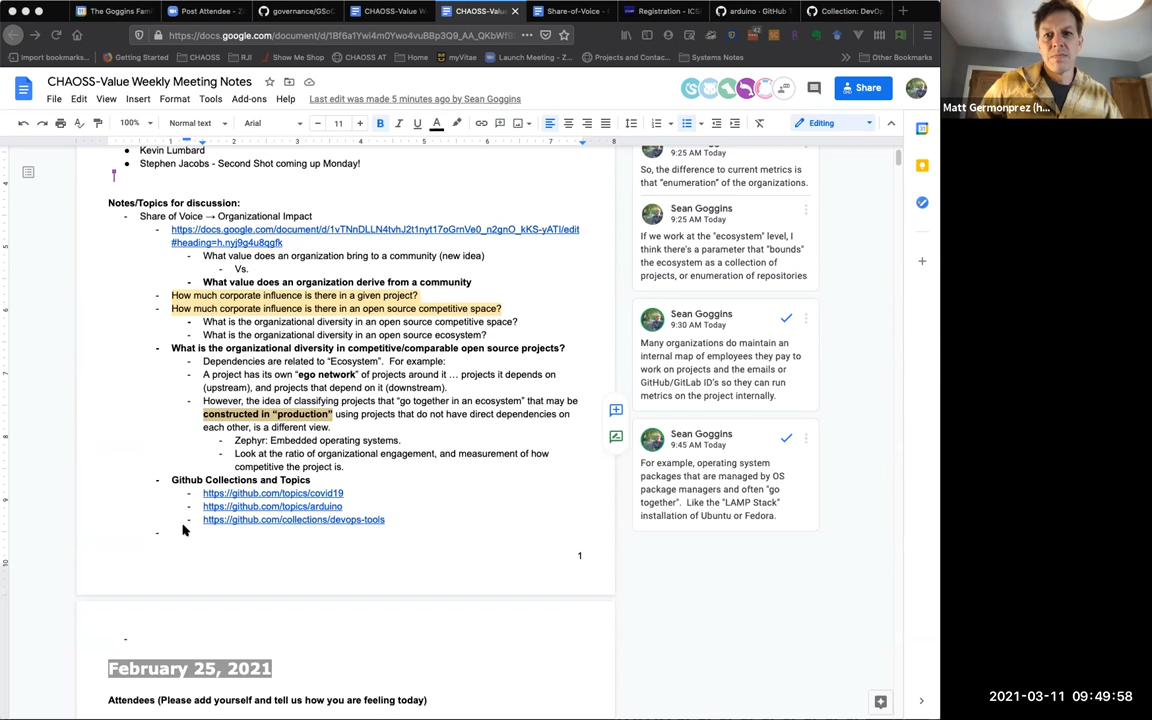 The Goggins Fami
Post Attendee - Z
governance/GSoC
CHAOSS-Value W
CHAOSS-Valu
Share-of-Voice -
Registration - ICS
arduino · GitHub T
Collection: DevOp
https://docs.google.com/document/d/1Bf6a1Ywi4m0Ywo4vuBBp3Q9_AA_QKbWf
Import bookmarks...
Getting Started
CHAOSS
RJI
Show Me Shop
CHAOSS AT
Home
myVitae
Launch Meeting - Z...
Projects and Contac...
Systems Notes
Other Bookmarks
CHAOSS-Value Weekly Meeting Notes
File Edit View Insert Format Tools Add-ons Help Last edit was made 5 minutes ago by Sean Goggins
Share
100% Normal text Arial 11 Editing
Kevin Lumbard
Stephen Jacobs - Second Shot coming up Monday!
Notes/Topics for discussion:
- Share of Voice → Organizational Impact
- https://docs.google.com/document/d/1vTNnDLLN4tvhJ2t1nyt17oGrnVe0_n2gnO_kKS-yATI/edit
#heading=h.nyj9g4u8qgfk
- What value does an organization bring to a community (new idea)
- Vs.
- What value does an organization derive from a community
- How much corporate influence is there in a given project?
- How much corporate influence is there in an open source competitive space?
- What is the organizational diversity in an open source competitive space?
- What is the organizational diversity in an open source ecosystem?
- What is the organizational diversity in competitive/comparable open source projects?
- Dependencies are related to “Ecosystem”. For example:
- A project has its own “ego network” of projects around it … projects it depends on
(upstream), and projects that depend on it (downstream).
- However, the idea of classifying projects that “go together in an ecosystem” that may be
constructed in “production” using projects that do not have direct dependencies on
each other, is a different view.
- Zephyr: Embedded operating systems.
- Look at the ratio of organizational engagement, and measurement of how
competitive the project is.
- Github Collections and Topics
- https://github.com/topics/covid19
- https://github.com/topics/arduino
- https://github.com/collections/devops-tools
-
1
-
February 25, 2021
Attendees (Please add yourself and tell us how you are feeling today)
9:25 AM Today
So, the difference to current metrics is
that "enumeration" of the organizations.
Sean Goggins
9:25 AM Today
If we work at the "ecosystem" level, I
think there's a parameter that "bounds"
the ecosystem as a collection of
projects, or enumeration of repositories
Sean Goggins
9:30 AM Today
Many organizations do maintain an
internal map of employees they pay to
work on projects and the emails or
GitHub/GitLab ID's so they can run
metrics on the project internally.
Sean Goggins
9:45 AM Today
For example, operating system
packages that are managed by OS
package managers and often "go
together". Like the "LAMP Stack"
installation of Ubuntu or Fedora.
Matt Germonprez (h...
2021-03-11 09:49:58